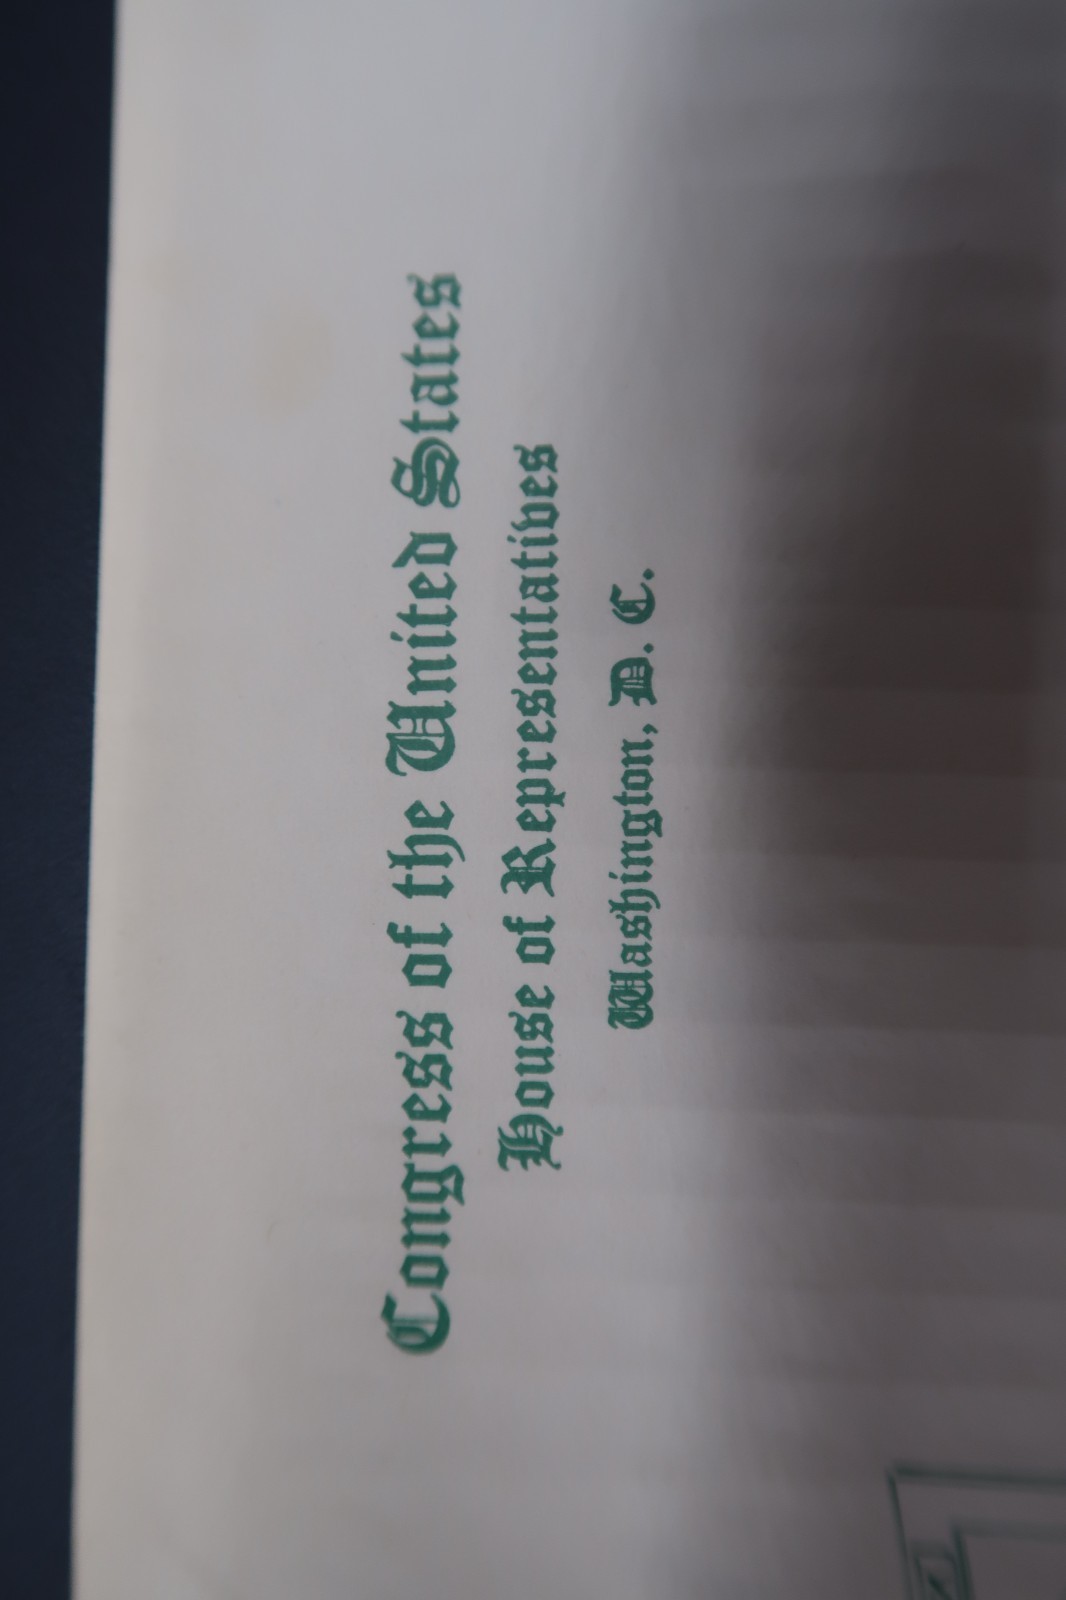 Congress of the United States
House of Representatives
Washington, D. C.